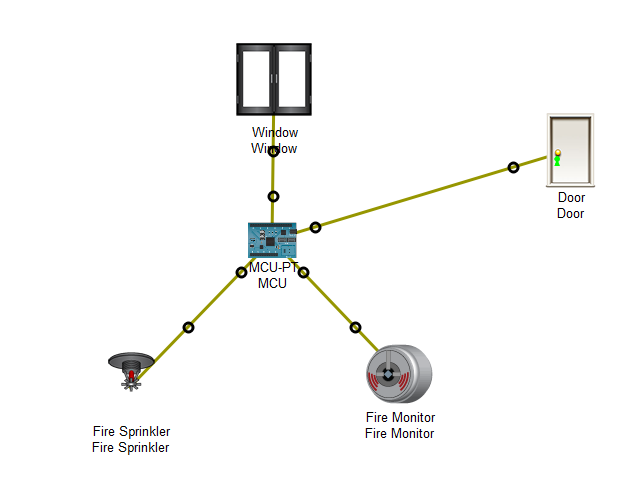 Window
Window
Door
Door
MCU-PT
MCU
Fire Monitor
Fire Monitor
Fire Sprinkler
Fire Sprinkler